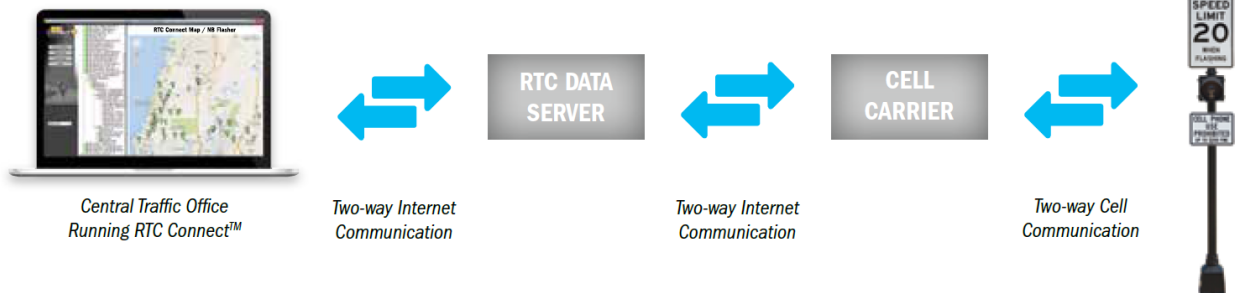 RTC Connect Map / NB Flasher
RTC DATA
SERVER
CELL
CARRIER
SPEED
LIMIT
20
WHEN
FLASHING
CELL PHONE
USE
PROHIBITED
Central Traffic Office
Running RTC Connect™
Two-way Internet
Communication
Two-way Internet
Communication
Two-way Cell
Communication